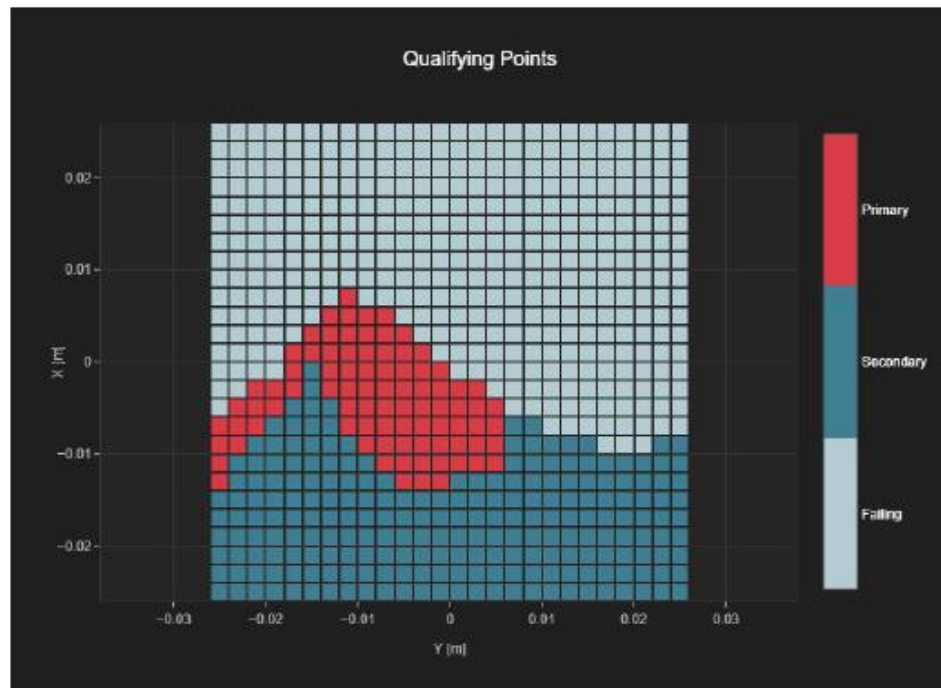 Qualifying Points
0.02
0.01
0
−0.01
−0.02
X [m]
−0.03
−0.02
−0.01
0
0.01
0.02
0.03
Y [m]
Primary
Secondary
Failing